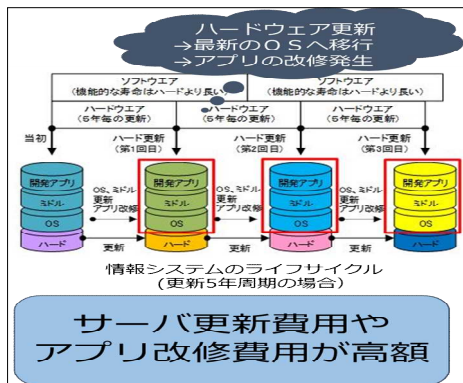 ハードウェア更新
→最新のＯＳへ移行
→アプリの改修発生
ソフトウエア
(機能的な寿命はハードより長い)
ソフトウエア
(機能的な寿命はハードより長い)
ハードウエア
(5年毎の更新)
ハードウエア
(5年毎の更新)
ハードウエア
(5年毎の更新)
当初
ハード更新
(第1回目)
ハード更新
(第2回目)
ハード更新
(第3回目)
開発アプリ
ミドル
OS
ハード
OS、ミドル
更新
アプリ改修
更新
開発アプリ
ミドル
OS
ハード
OS、ミドル
更新
アプリ改修
更新
開発アプリ
ミドル
OS
ハード
OS、ミドル
更新
アプリ改修
更新
開発アプリ
ミドル
OS
ハード
情報システムのライフサイクル
(更新5年周期の場合)
サーバ更新費用や
アプリ改修費用が高額